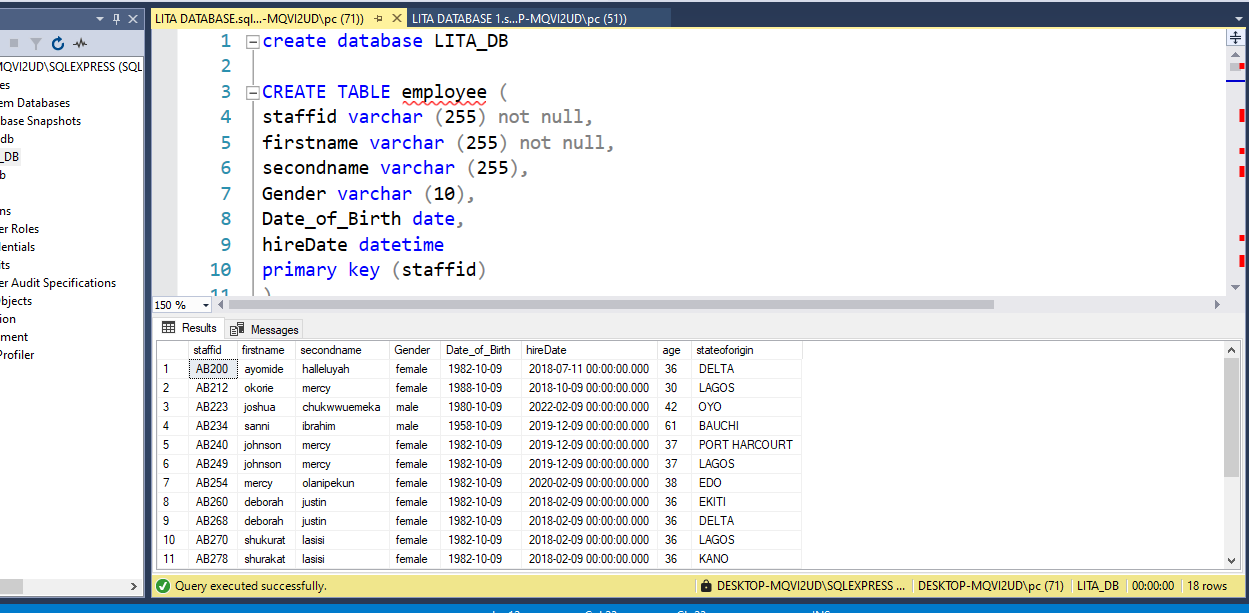 LITA DATABASE.sql...-MQVI2UD\pc (71)) LITA DATABASE 1.s...P-MQVI2UD\pc (51))
MQVI2UD\SQLEXPRESS (SQL
es
em Databases
base Snapshots
db
_DB
b
ns
er Roles
dentials
its
er Audit Specifications
bjects
ion
ment
Profiler
1 create database LITA_DB
2
3 CREATE TABLE employee (
4 staffid varchar (255) not null,
5 firstname varchar (255) not null,
6 secondname varchar (255),
7 Gender varchar (10),
8 Date_of_Birth date,
9 hireDate datetime
10 primary key (staffid)
11 )
150 %
Results Messages
staffid firstname secondname Gender Date_of_Birth hireDate age stateoforigin
1 AB200 ayomide halleluyah female 1982-10-09 2018-07-11 00:00:00.000 36 DELTA
2 AB212 okorie mercy female 1988-10-09 2018-10-09 00:00:00.000 30 LAGOS
3 AB223 joshua chukwwuemeka male 1980-10-09 2022-02-09 00:00:00.000 42 OYO
4 AB234 sanni ibrahim male 1958-10-09 2019-12-09 00:00:00.000 61 BAUCHI
5 AB240 johnson mercy female 1982-10-09 2019-12-09 00:00:00.000 37 PORT HARCOURT
6 AB249 johnson mercy female 1982-10-09 2019-12-09 00:00:00.000 37 LAGOS
7 AB254 mercy olanipekun female 1982-10-09 2020-02-09 00:00:00.000 38 EDO
8 AB260 deborah justin female 1982-10-09 2018-02-09 00:00:00.000 36 EKITI
9 AB268 deborah justin female 1982-10-09 2018-02-09 00:00:00.000 36 DELTA
10 AB270 shukurat lasisi female 1982-10-09 2018-02-09 00:00:00.000 36 LAGOS
11 AB278 shurakat lasisi female 1982-10-09 2018-02-09 00:00:00.000 36 KANO
Query executed successfully. DESKTOP-MQVI2UD\SQLEXPRESS ... DESKTOP-MQVI2UD\pc (71) LITA_DB 00:00:00 18 rows